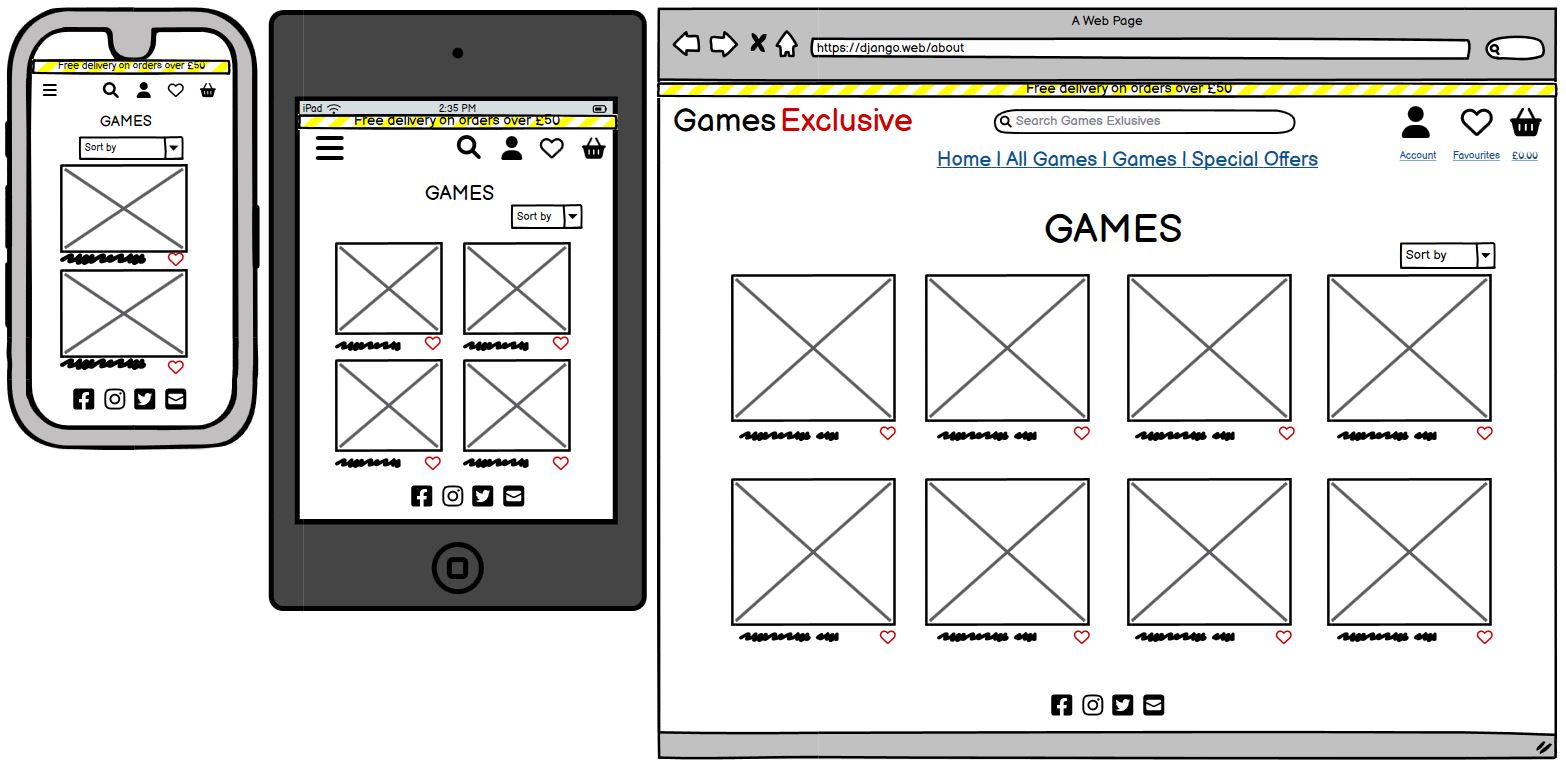 Free delivery on orders over £50
GAMES
Sort by
iPad
2:35 PM
Free delivery on orders over £50
GAMES
Sort by
A Web Page
https://django.web/about
Free delivery on orders over £50
Games Exclusive
Search Games Exlusives
Home | All Games | Games | Special Offers
Account
Favourites
£0.00
GAMES
Sort by